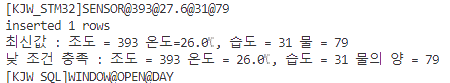 [KJW_STM32]SENSOR@393@27.6@31@79
inserted 1 rows
최신값 : 조도 = 393 온도=26.0℃, 습도 = 31 물 = 79
낮 조건 충족 : 조도 = 393 온도 = 26.0℃, 습도 = 31 물의 양 = 79
[KJW_SQL]WINDOW@OPEN@DAY